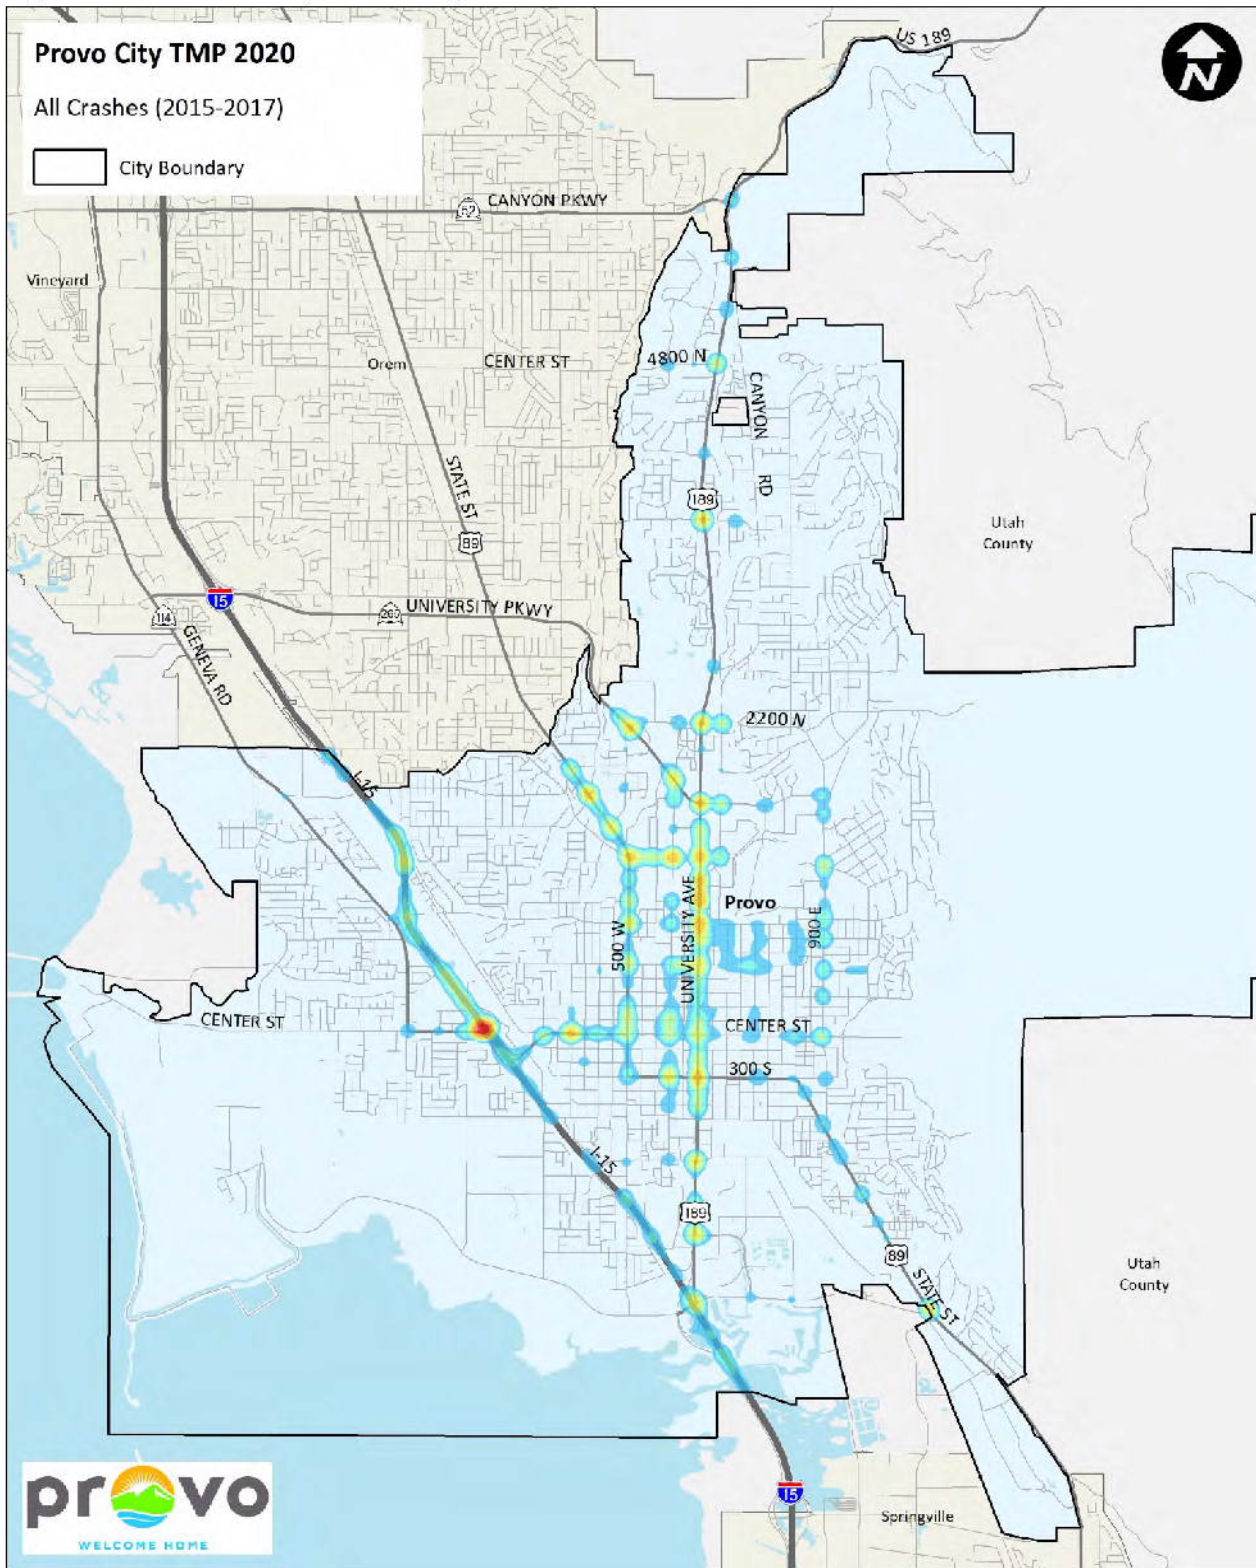 Provo City TMP 2020
All Crashes (2015-2017)
City Boundary
N
US 189
52
CANYON PKWY
Vineyard
Orem
CENTER ST
4800 N
CANYON
RD
STATE ST
189
Utah
County
89
15
UNIVERSITY PKWY
114
GENEVA RD
2200 N
I-15
UNIVERSITY AVE
Provo
500 W
900 E
CENTER ST
CENTER ST
300 S
I-15
189
89
STATE ST
Utah
County
15
Springville
provo
WELCOME HOME